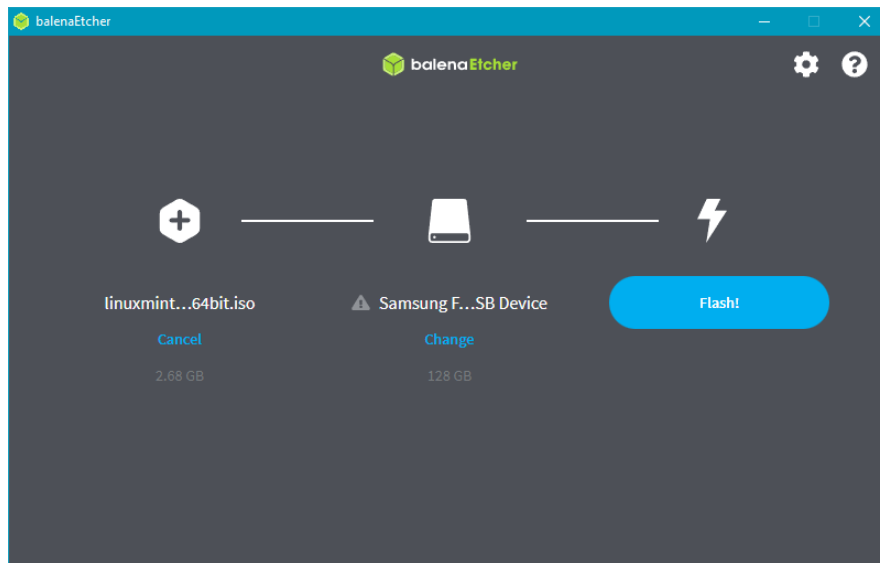 balenaEtcher
balenaEtcher
linuxmint...64bit.iso
Samsung F...SB Device
Flash!
Cancel
Change
2.68 GB
128 GB